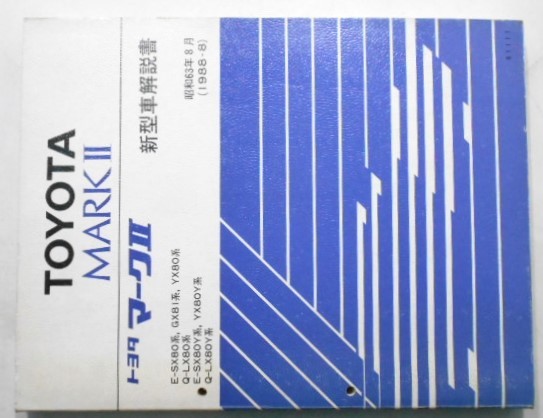 TOYOTA
MARK II
トヨタ マークII
新型車解説書
昭和63年8月
(1988-8)
E-SX80系, GX81系, YX80系
Q-LX80系
E-SX80Y系, YX80Y系
Q-LX80Y系